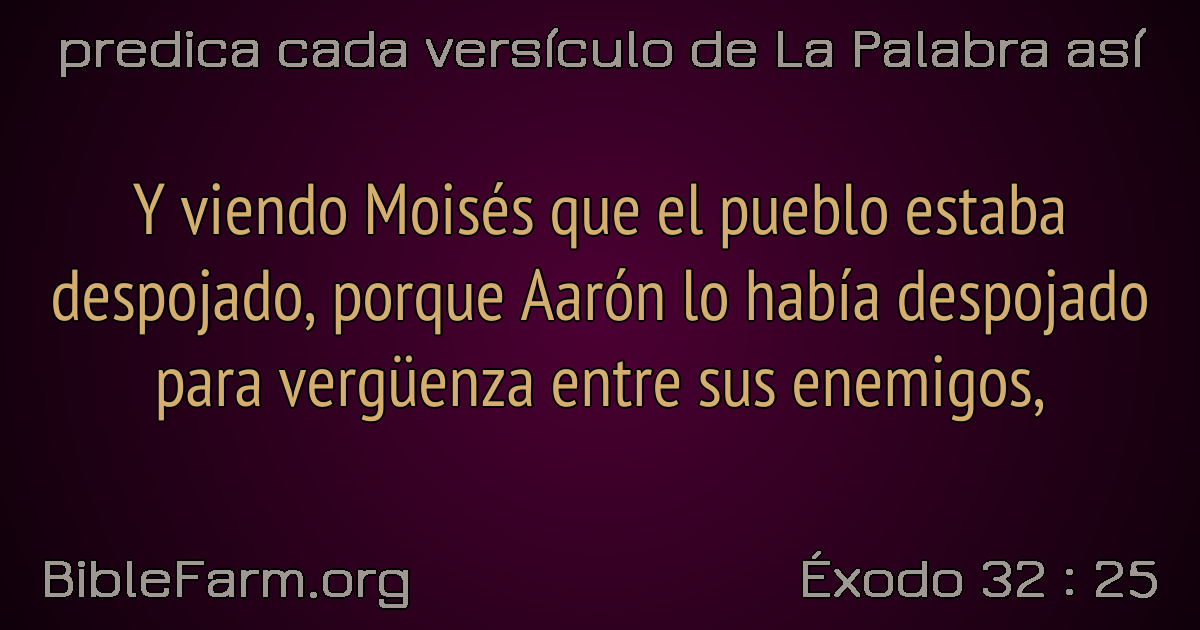 predica cada versículo de La Palabra así
Y viendo Moisés que el pueblo estaba
despojado, porque Aarón lo había despojado
para vergüenza entre sus enemigos,
BibleFarm.org
Éxodo 32 : 25